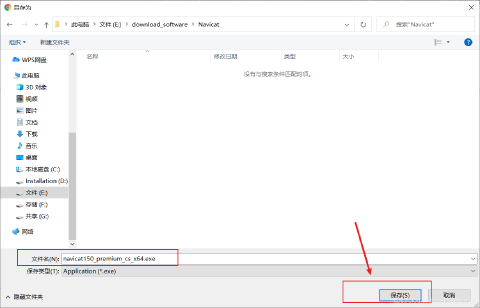 另存为
此电脑 › 文件 (E:) › download_software › Navicat
搜索"Navicat"
组织 新建文件夹
名称 修改日期 类型 大小
没有与搜索条件匹配的项。
WPS网盘
此电脑
3D 对象
视频
图片
文档
下载
音乐
桌面
本地磁盘 (C:)
Installation (D:)
文件 (E:)
存储 (F:)
共享 (G:)
网络
文件名(N): navicat150_premium_cs_x64.exe
保存类型(T): Application (*.exe)
隐藏文件夹
保存(S) 取消